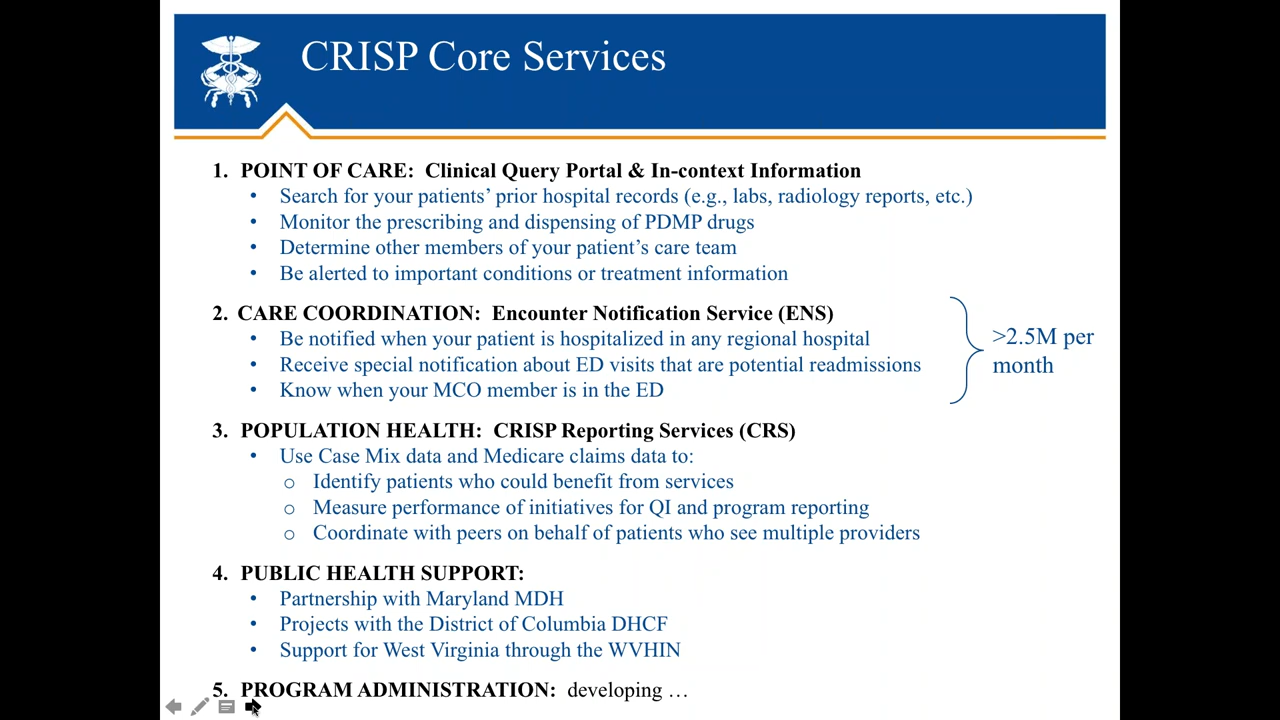 CRISP Core Services
1. POINT OF CARE: Clinical Query Portal & In-context Information
• Search for your patients’ prior hospital records (e.g., labs, radiology reports, etc.)
• Monitor the prescribing and dispensing of PDMP drugs
• Determine other members of your patient’s care team
• Be alerted to important conditions or treatment information
2. CARE COORDINATION: Encounter Notification Service (ENS)
• Be notified when your patient is hospitalized in any regional hospital
• Receive special notification about ED visits that are potential readmissions
• Know when your MCO member is in the ED
>2.5M per
month
3. POPULATION HEALTH: CRISP Reporting Services (CRS)
• Use Case Mix data and Medicare claims data to:
o Identify patients who could benefit from services
o Measure performance of initiatives for QI and program reporting
o Coordinate with peers on behalf of patients who see multiple providers
4. PUBLIC HEALTH SUPPORT:
• Partnership with Maryland MDH
• Projects with the District of Columbia DHCF
• Support for West Virginia through the WVHIN
5. PROGRAM ADMINISTRATION: developing …